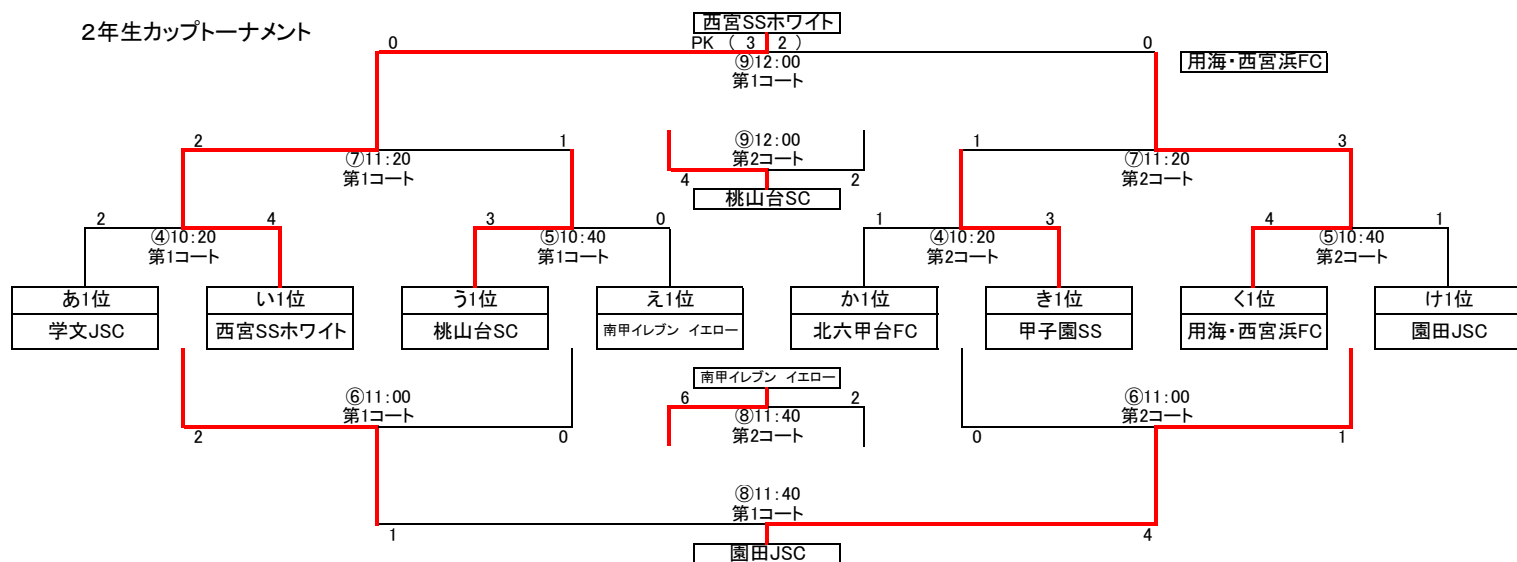 ２年生カップトーナメント
西宮SSホワイト
PK （ 3 2 ）
0
0
⑨12：00
第1コート
用海・西宮浜FC
2
1
⑦11：20
第1コート
⑨12：00
第2コート
4
2
桃山台SC
1
3
⑦11：20
第2コート
2
4
④10：20
第1コート
3
0
⑤10：40
第1コート
1
3
④10：20
第2コート
4
1
⑤10：40
第2コート
あ1位
い1位
う1位
え1位
か1位
き1位
く1位
け1位
学文JSC
西宮SSホワイト
桃山台SC
南甲イレブン イエロー
北六甲台FC
甲子園SS
用海・西宮浜FC
園田JSC
⑥11：00
第1コート
2
0
南甲イレブン イエロー
6
2
⑧11：40
第2コート
⑥11：00
第2コート
0
1
⑧11：40
第1コート
1
4
園田JSC